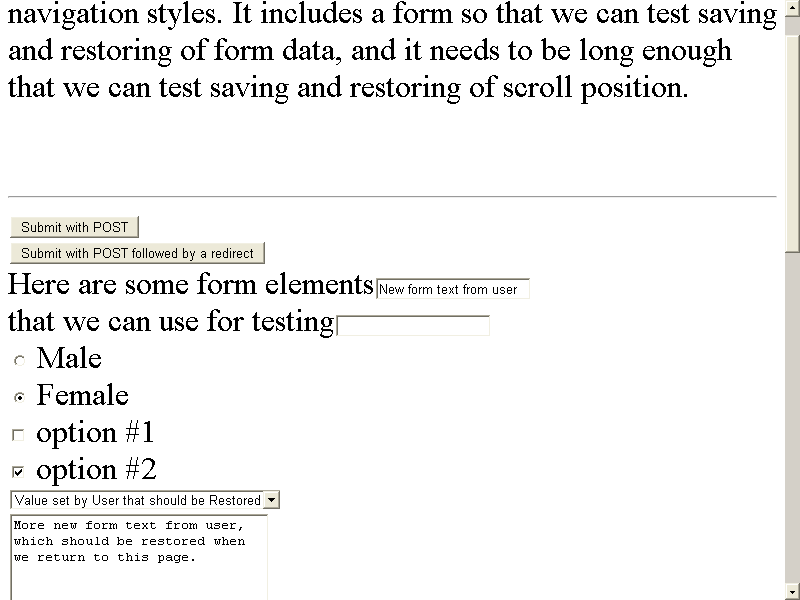 navigation styles. It includes a form so that we can test saving
and restoring of form data, and it needs to be long enough
that we can test saving and restoring of scroll position.
Submit with POST
Submit with POST followed by a redirect
Here are some form elements New form text from user
that we can use for testing
Male
Female
option #1
option #2
Value set by User that should be Restored
More new form text from user,
which should be restored when
we return to this page.